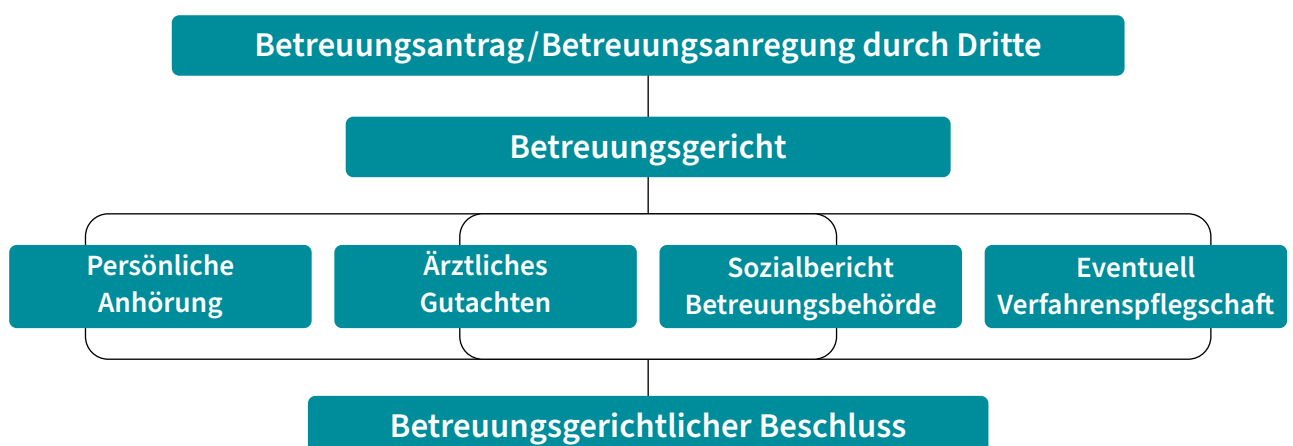 Betreuungsantrag/Betreuungsanregung durch Dritte
Betreuungsgericht
Persönliche
Anhörung
Ärztliches
Gutachten
Sozialbericht
Betreuungsbehörde
Eventuell
Verfahrenspflegschaft
Betreuungsgerichtlicher Beschluss